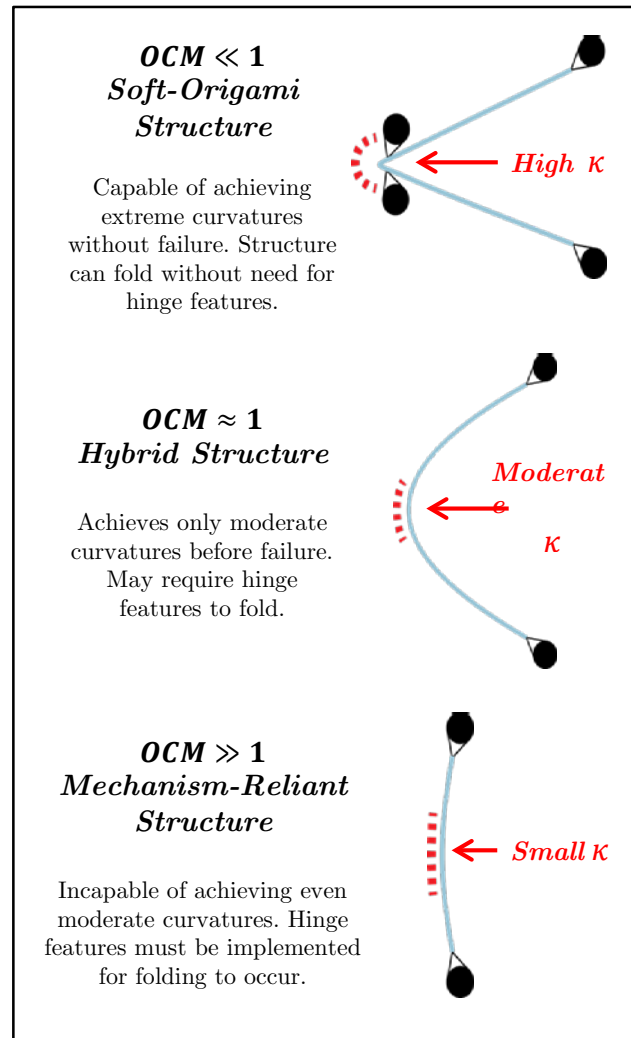 OCM ≪ 1
Soft-Origami
Structure
Capable of achieving
extreme curvatures
without failure. Structure
can fold without need for
hinge features.
High κ
OCM ≈ 1
Hybrid Structure
Achieves only moderate
curvatures before failure.
May require hinge
features to fold.
Moderat
e
κ
OCM ≫ 1
Mechanism-Reliant
Structure
Incapable of achieving even
moderate curvatures. Hinge
features must be implemented
for folding to occur.
Small κ